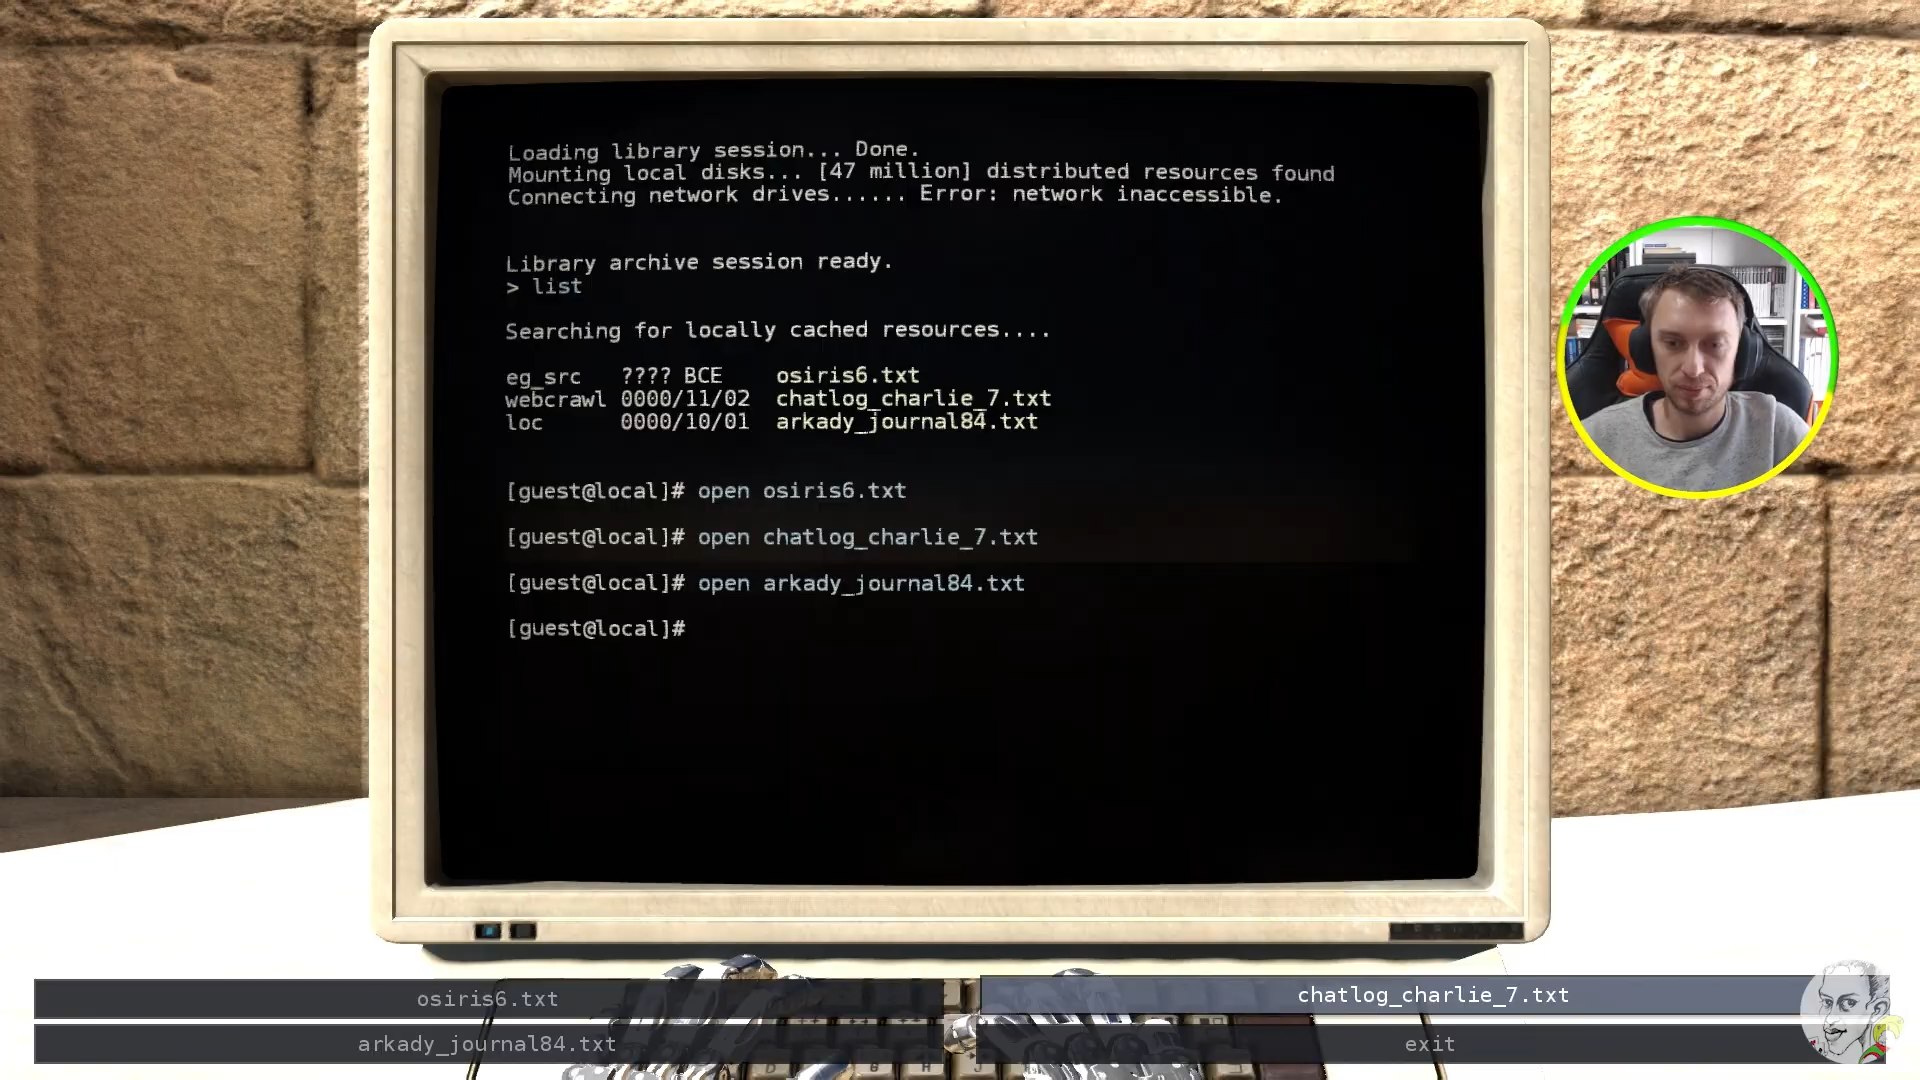 Loading library session... Done.
Mounting local disks... [47 million] distributed resources found
Connecting network drives...... Error: network inaccessible.
Library archive session ready.
> list
Searching for locally cached resources....
eg_src ???? BCE osiris6.txt
webcrawl 0000/11/02 chatlog_charlie_7.txt
loc 0000/10/01 arkady_journal84.txt
[guest@local]# open osiris6.txt
[guest@local]# open chatlog_charlie_7.txt
[guest@local]# open arkady_journal84.txt
[guest@local]#
osiris6.txt
chatlog_charlie_7.txt
arkady_journal84.txt
exit